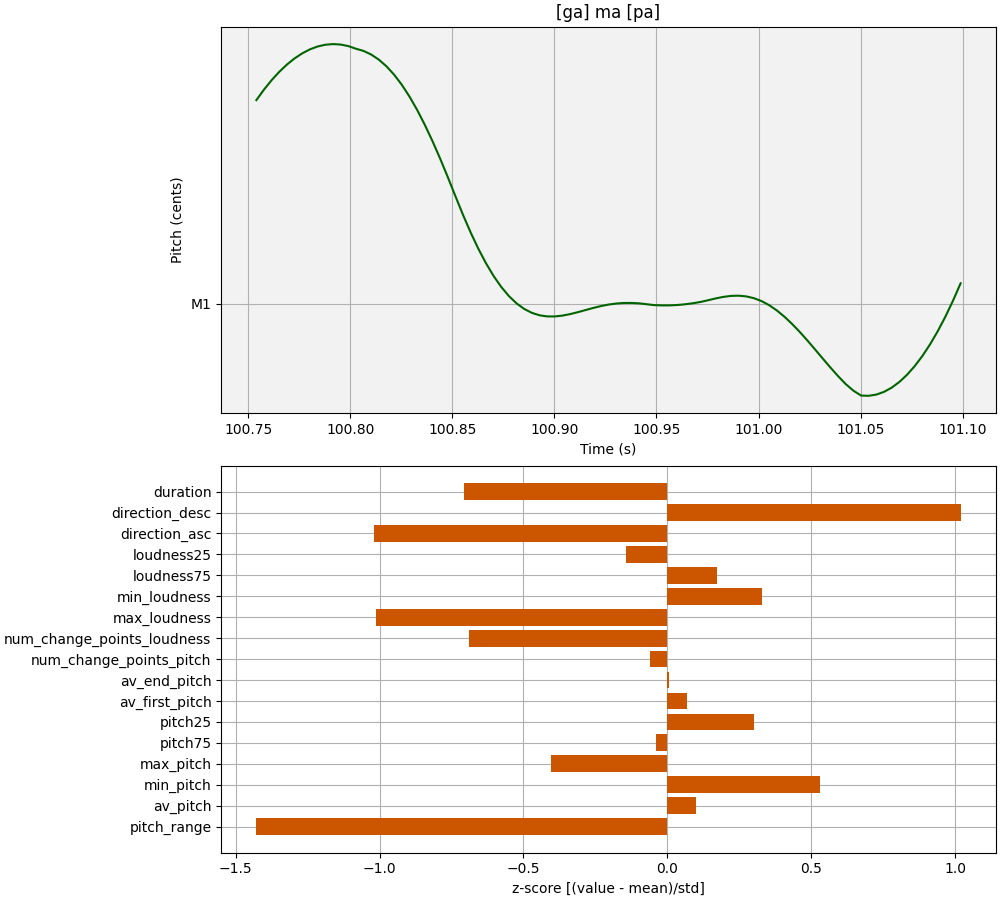 [ga] ma [pa]
Pitch (cents)
M1
100.75 100.80 100.85 100.90 100.95 101.00 101.05 101.10
Time (s)
duration
direction_desc
direction_asc
loudness25
loudness75
min_loudness
max_loudness
num_change_points_loudness
num_change_points_pitch
av_end_pitch
av_first_pitch
pitch25
pitch75
max_pitch
min_pitch
av_pitch
pitch_range
−1.5 −1.0 −0.5 0.0 0.5 1.0
z-score [(value - mean)/std]